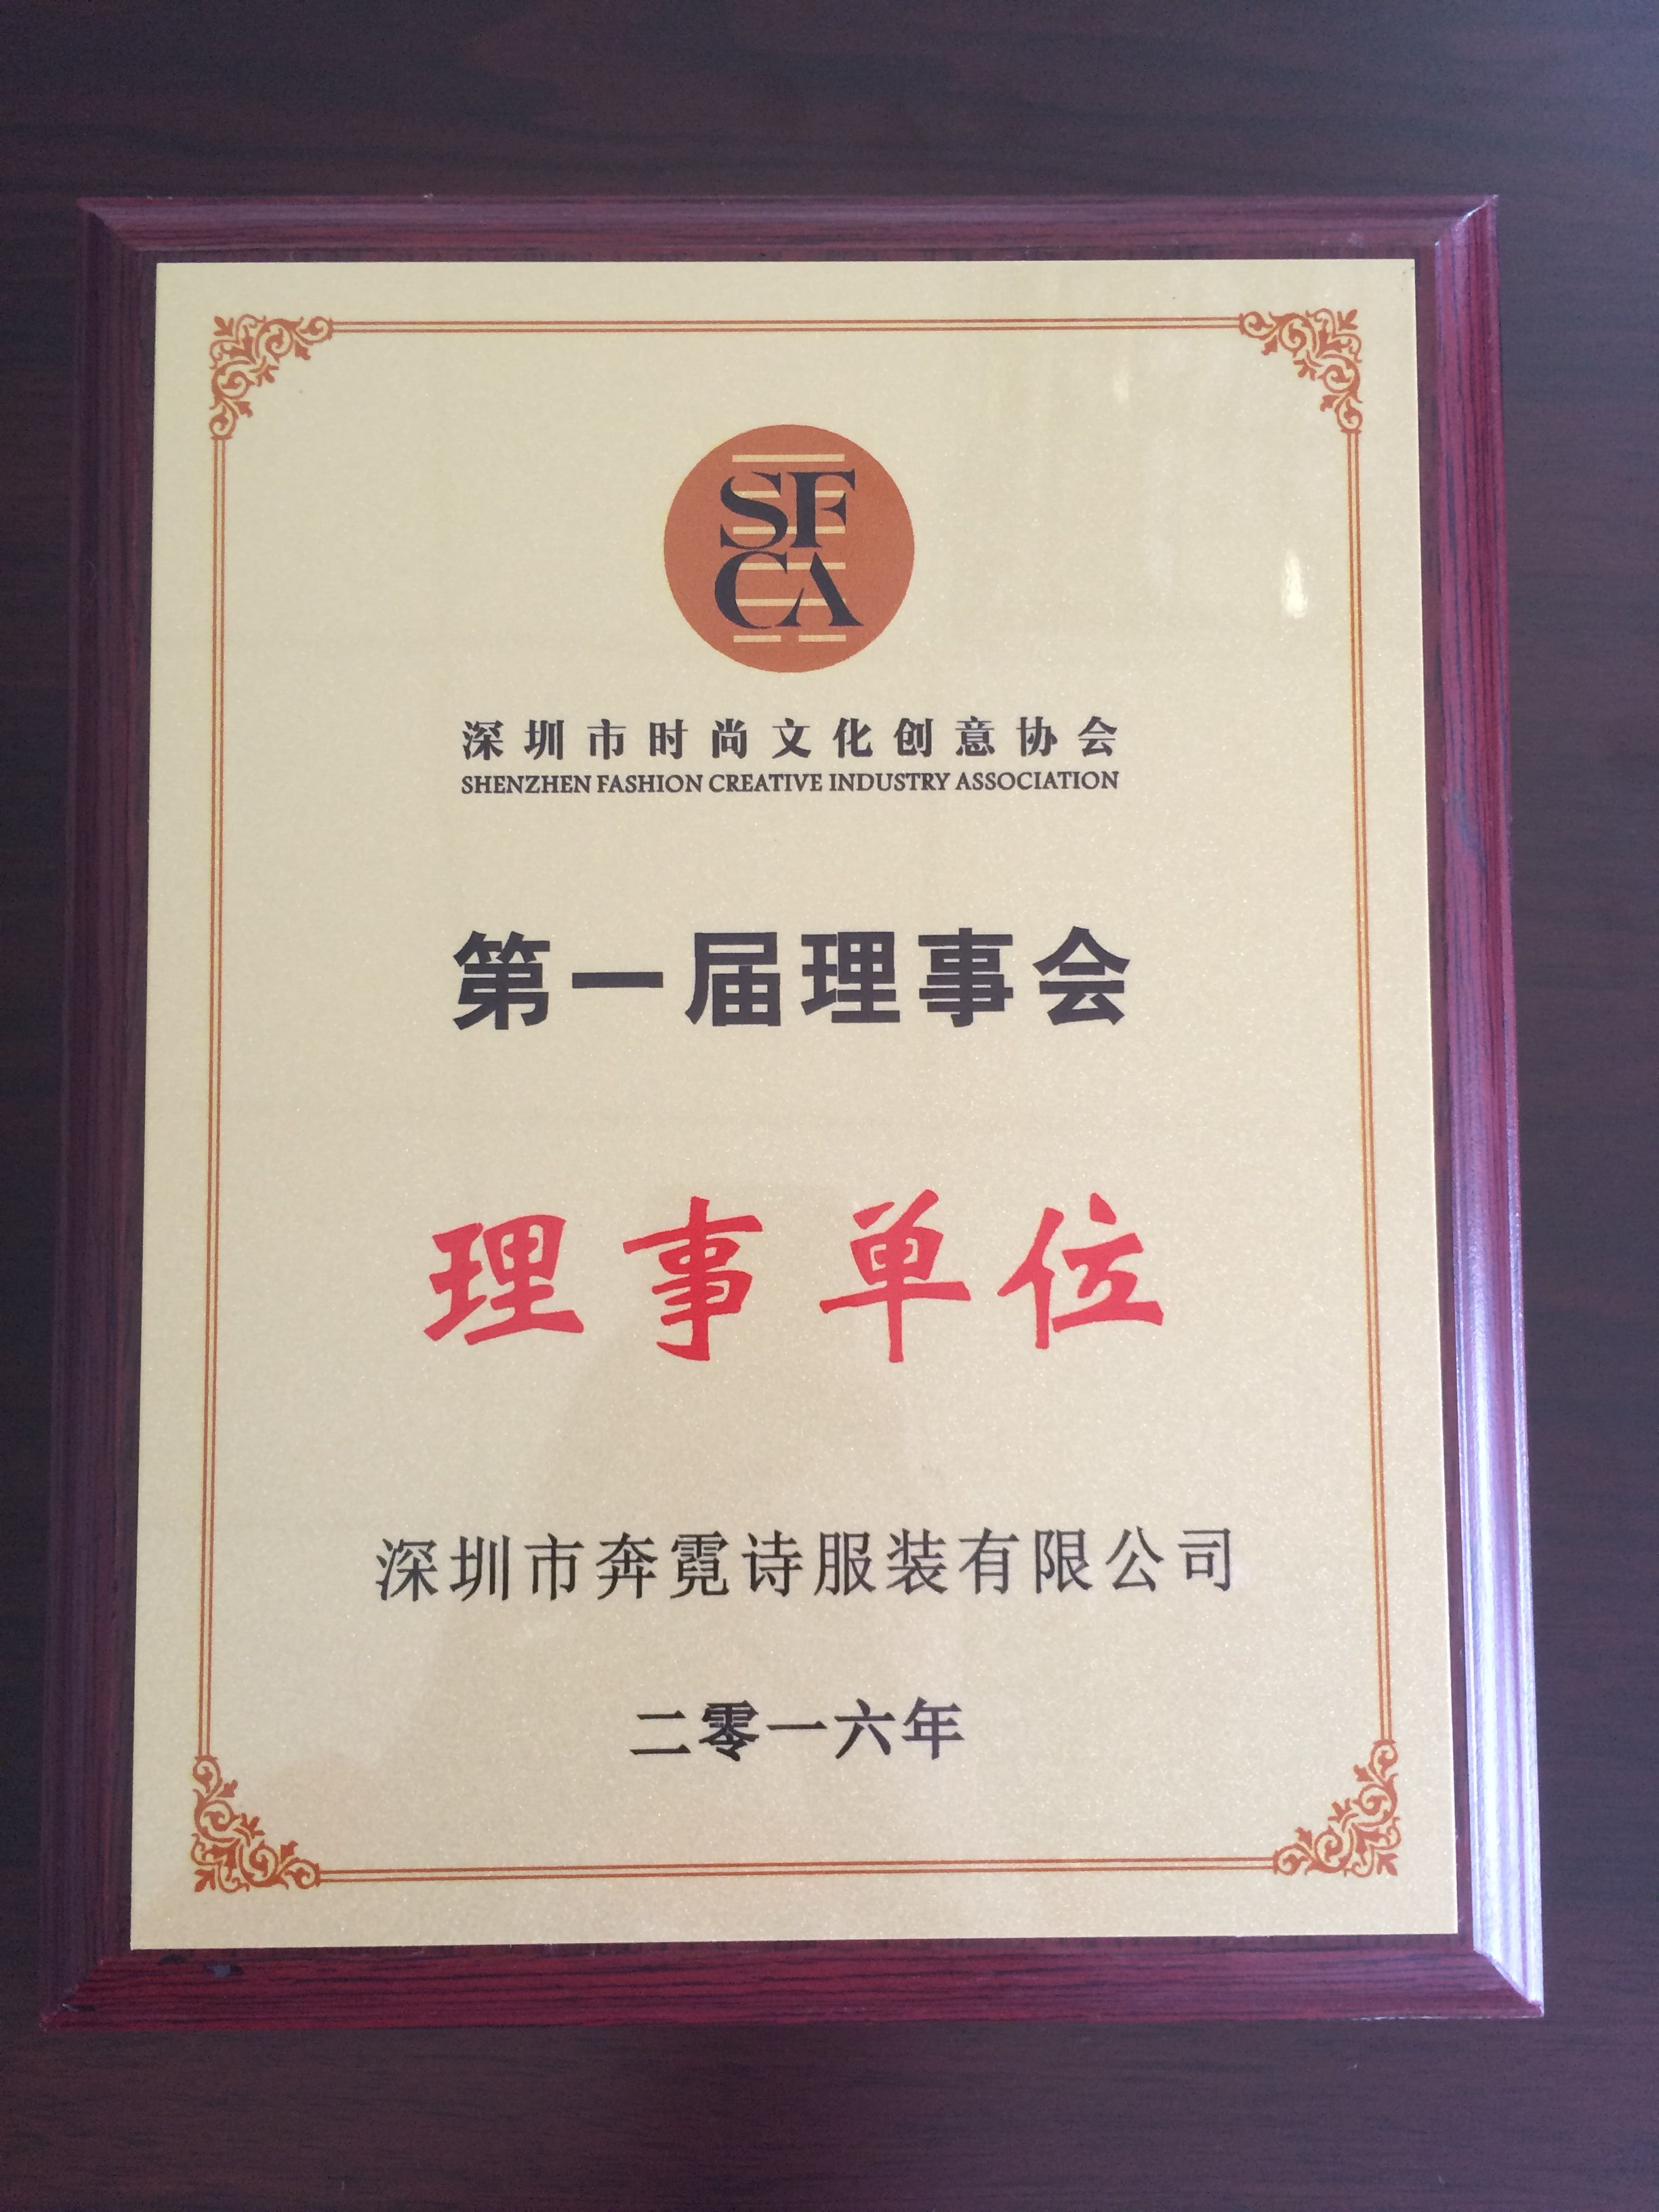 SF
CA
深圳市时尚文化创意协会
SHENZHEN FASHION CREATIVE INDUSTRY ASSOCIATION
第一届理事会
理事单位
深圳市奔霓诗服装有限公司
二零一六年